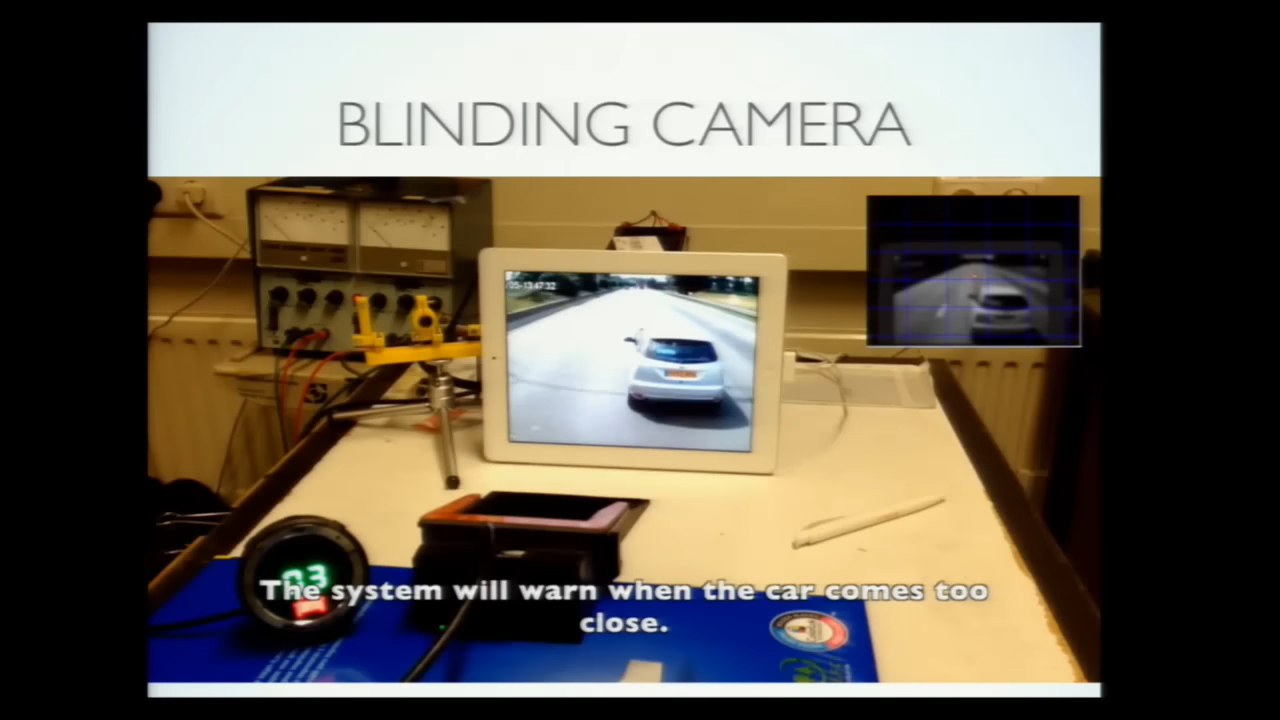 BLINDING CAMERA
05-13:47:32
03
The system will warn when the car comes too
close.